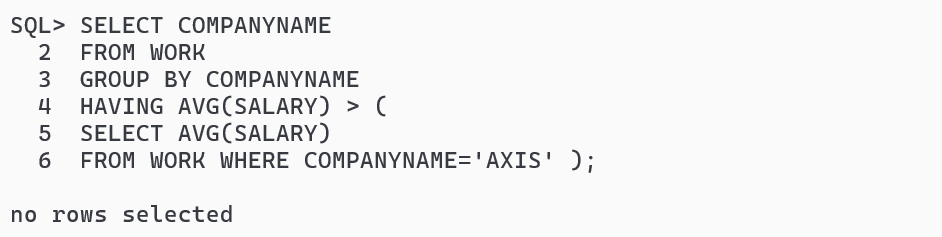 SQL> SELECT COMPANYNAME
  2  FROM WORK
  3  GROUP BY COMPANYNAME
  4  HAVING AVG(SALARY) > (
  5  SELECT AVG(SALARY)
  6  FROM WORK WHERE COMPANYNAME='AXIS' );
no rows selected